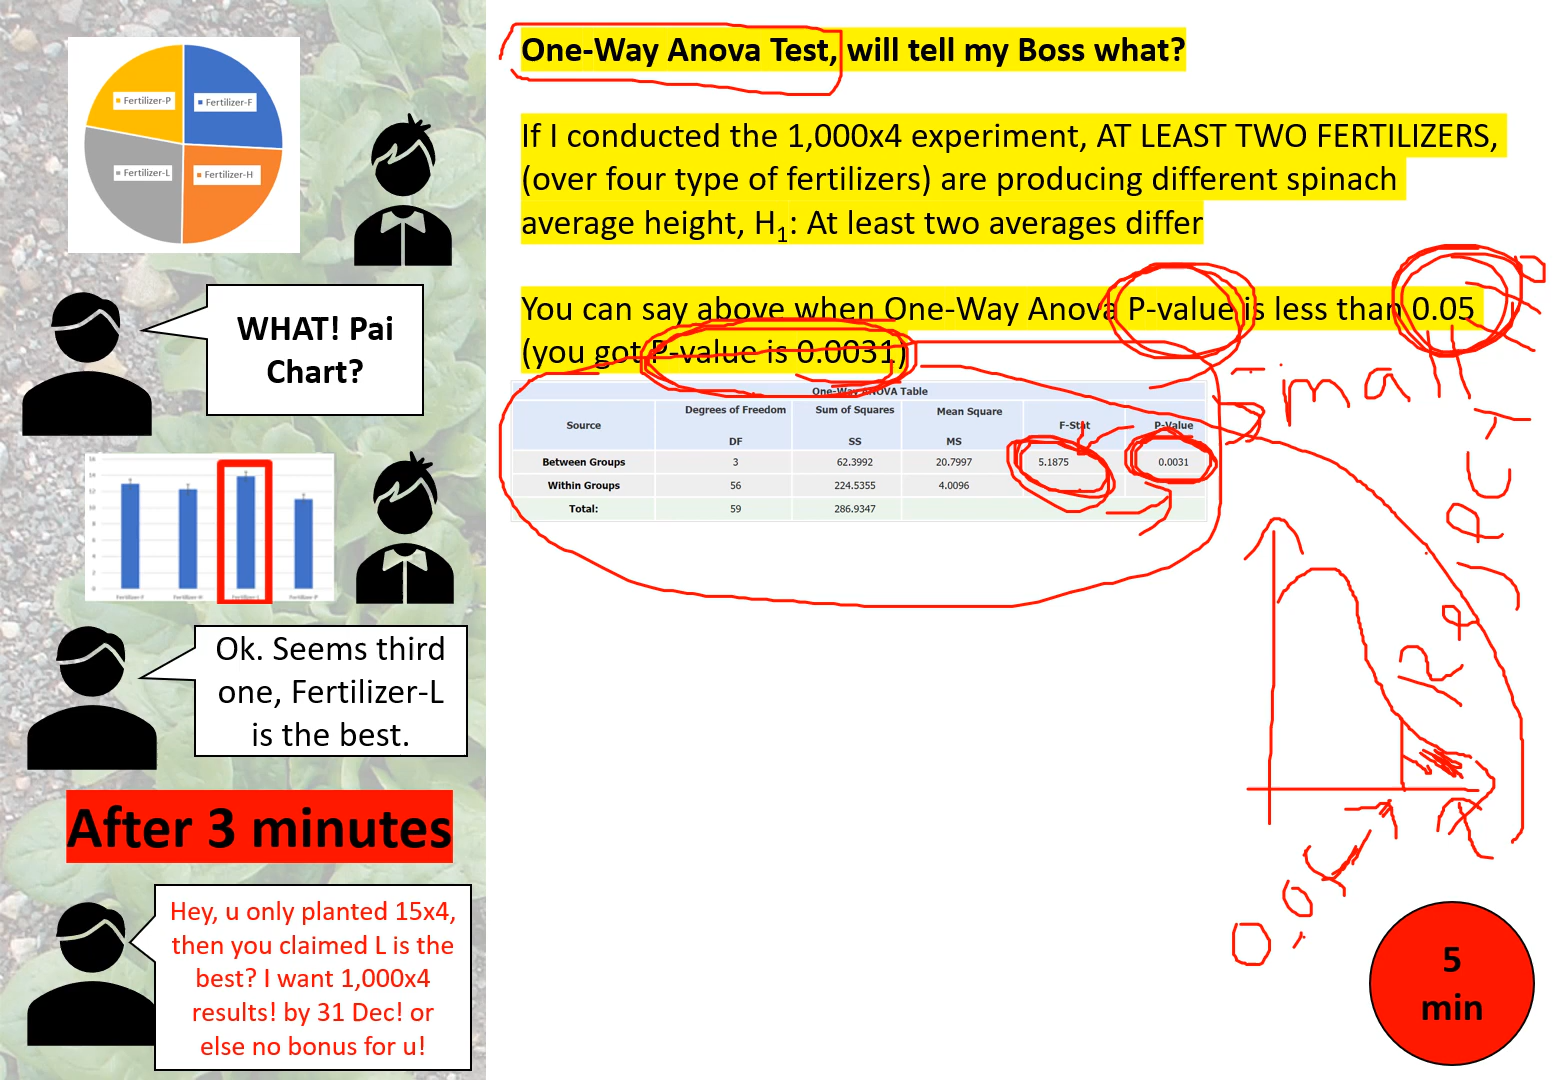 Fertilizer-P
Fertilizer-F
Fertilizer-L
Fertilizer-H
WHAT! Pai
Chart?
Ok. Seems third
one, Fertilizer-L
is the best.
After 3 minutes
Hey, u only planted 15x4,
then you claimed L is the
best? I want 1,000x4
results! by 31 Dec! or
else no bonus for u!
One-Way Anova Test, will tell my Boss what?
If I conducted the 1,000x4 experiment, AT LEAST TWO FERTILIZERS,
(over four type of fertilizers) are producing different spinach
average height, H1: At least two averages differ
You can say above when One-Way Anova P-value is less than 0.05
(you got P-value is 0.0031)
One-Way ANOVA Table
Source Degrees of Freedom DF Sum of Squares SS Mean Square MS F-Stat P-Value
Between Groups 3 62.3992 20.7997 5.1875 0.0031
Within Groups 56 224.5355 4.0096
Total: 59 286.9347
0.05
5
min